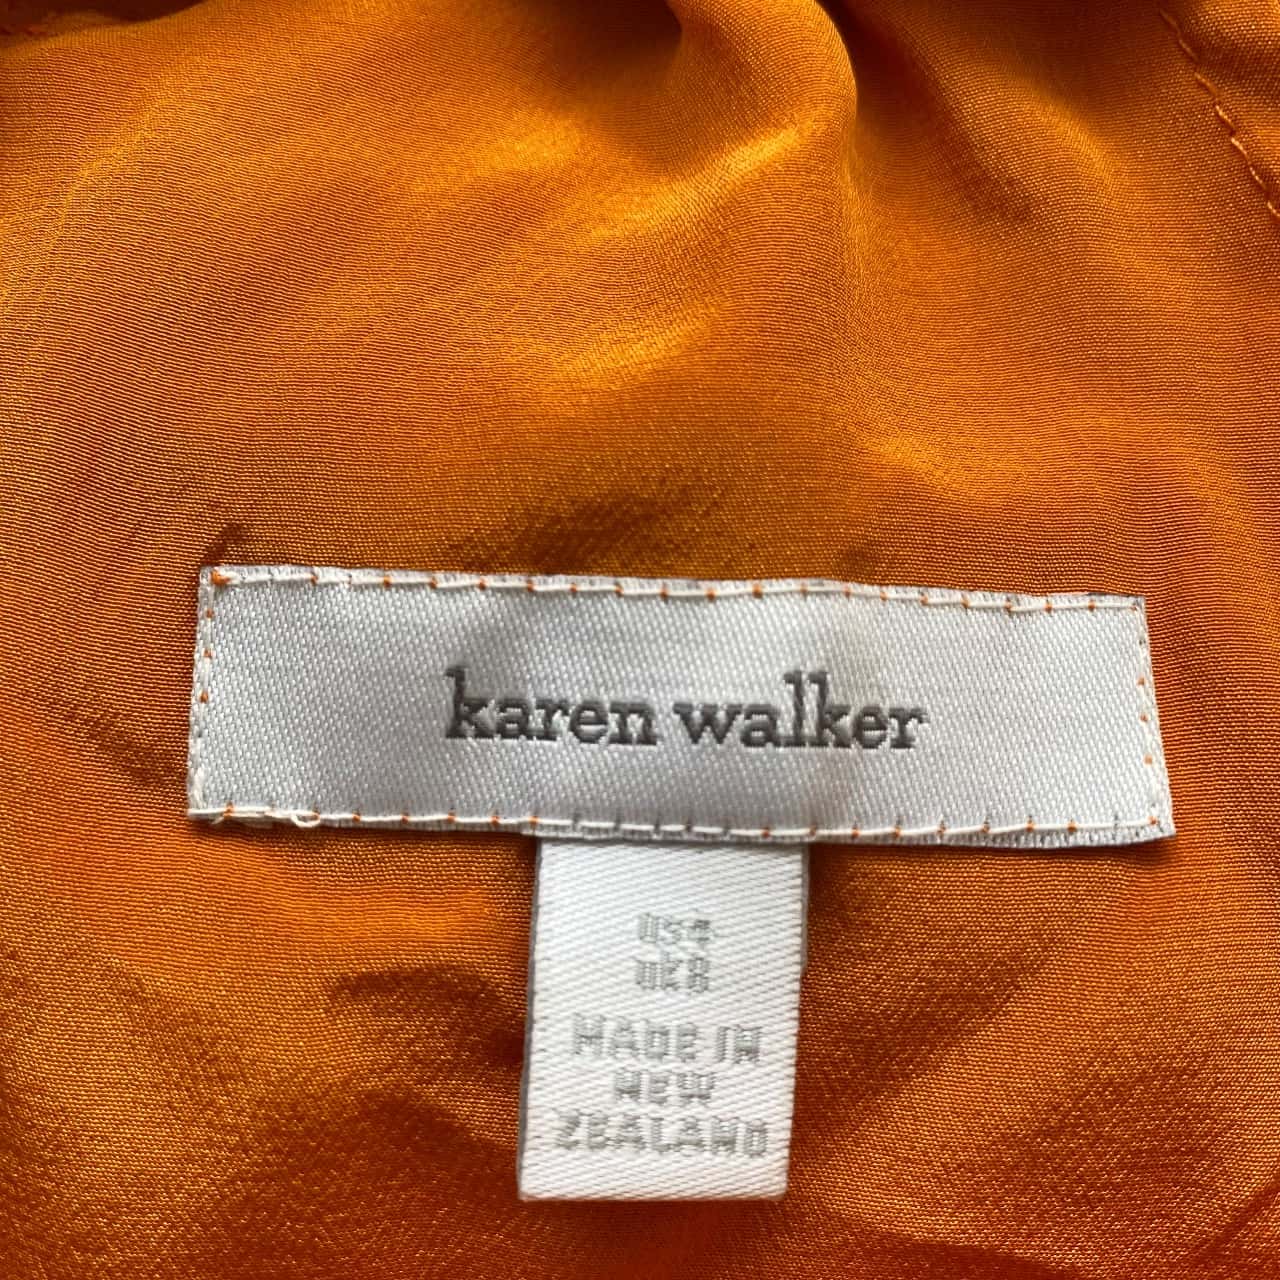 karen walker
US4
UK8
MADE IN
NEW
ZEALAND